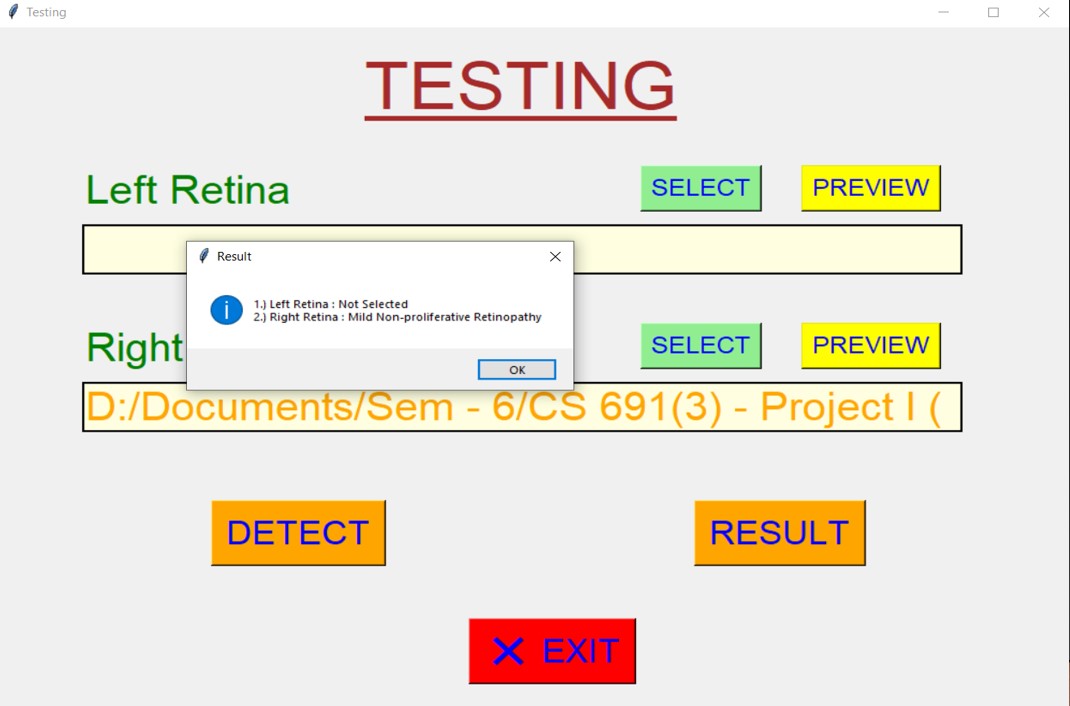 Testing
TESTING
Left Retina
SELECT
PREVIEW
Result
1.) Left Retina : Not Selected
2.) Right Retina : Mild Non-proliferative Retinopathy
OK
Right
SELECT
PREVIEW
D:/Documents/Sem - 6/CS 691(3) - Project I (
DETECT
RESULT
EXIT